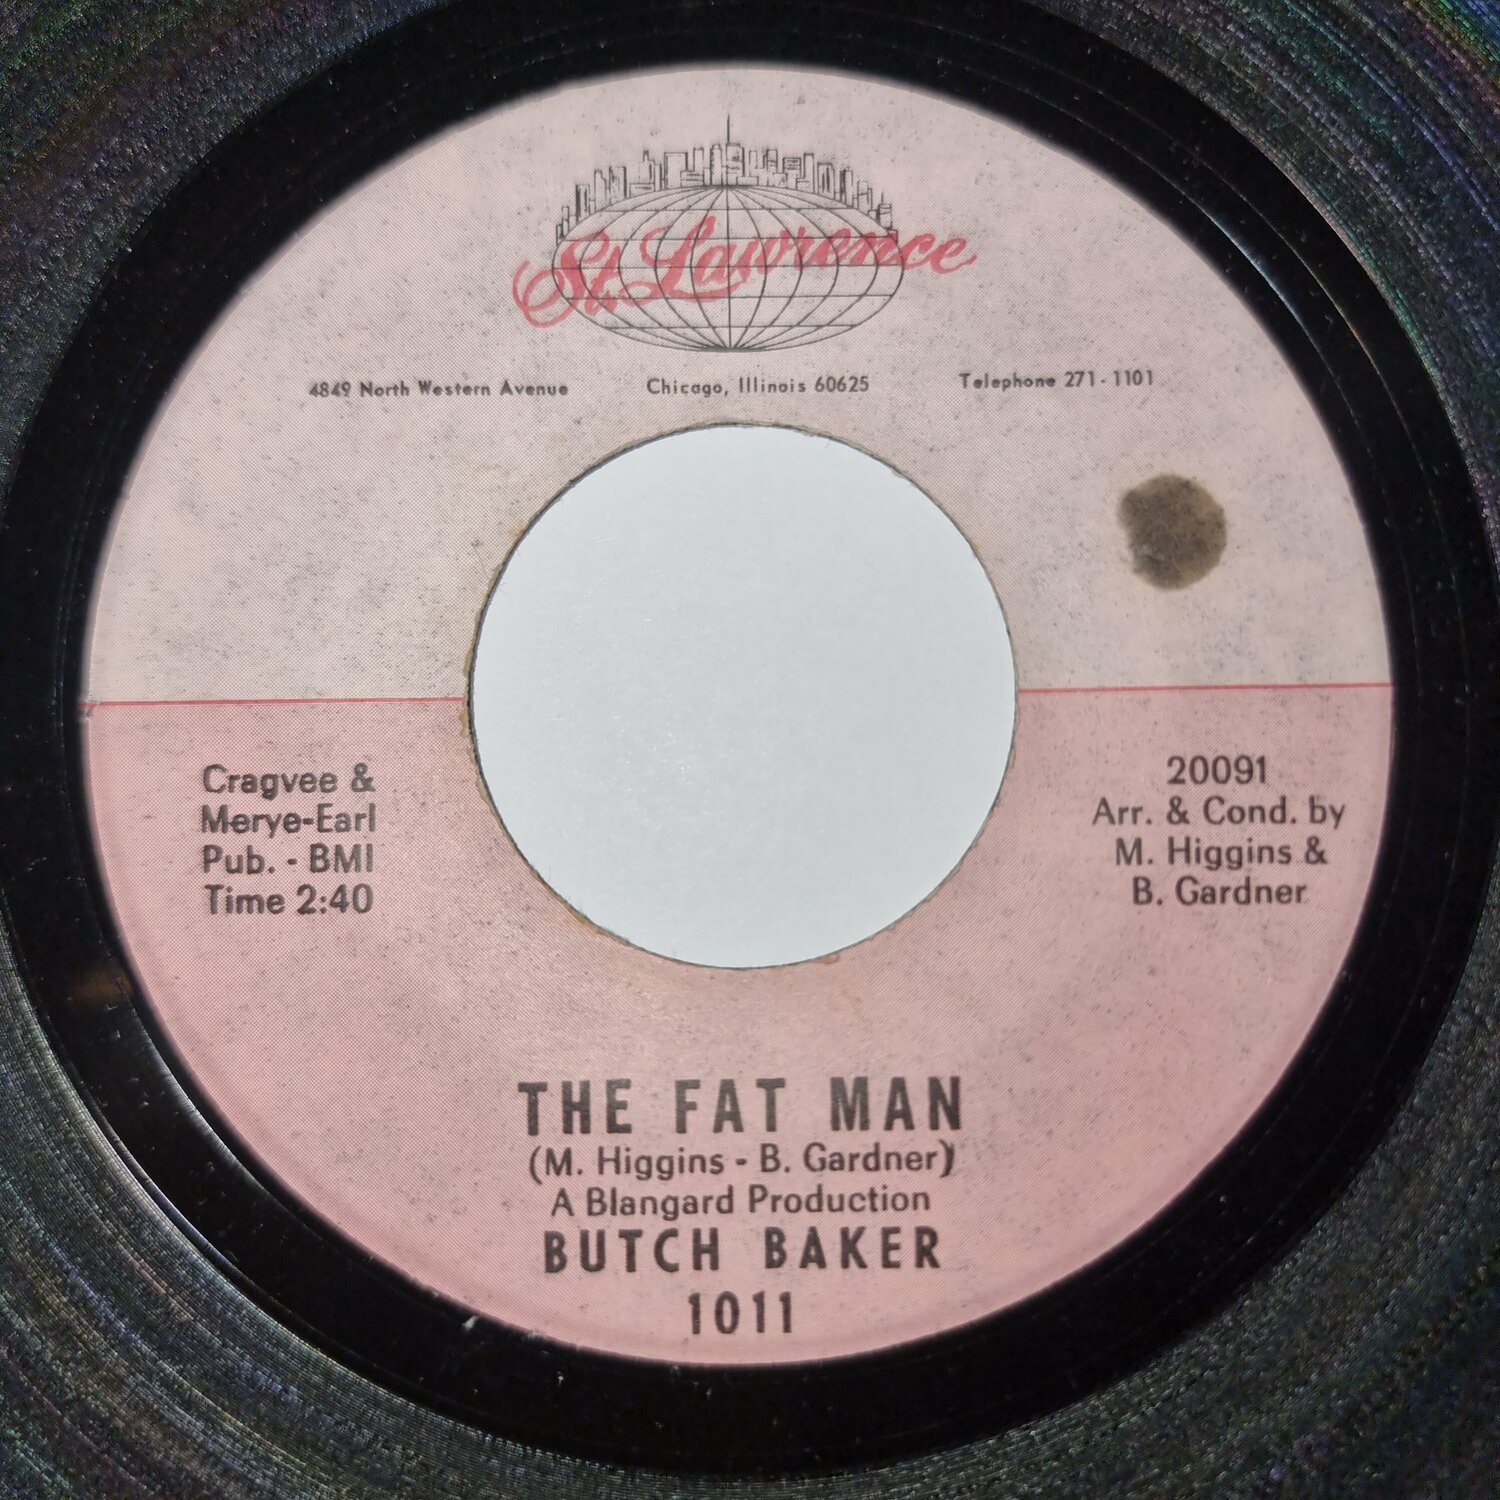 St. Lawrence
4849 North Western Avenue Chicago, Illinois 60625 Telephone 271-1101
Cragvee &
Merye-Earl
Pub. - BMI
Time 2:40
20091
Arr. & Cond. by
M. Higgins &
B. Gardner
THE FAT MAN
(M. Higgins - B. Gardner)
A Blangard Production
BUTCH BAKER
1011